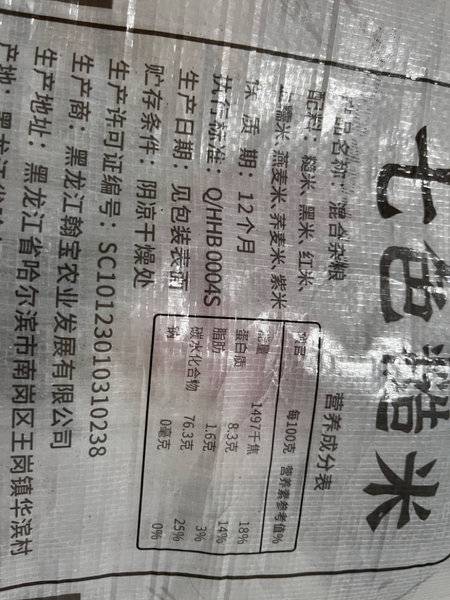 七色糙米
产品名称：混合杂粮
配料：糙米、黑米、红米、
糯米、燕麦米、荞麦米、紫米
保 质 期：12个月
执行标准：Q/HHB0004S
生产日期：见包装表面
贮存条件：阴凉干燥处
生产许可证编号：SC10123010310238
生产商：黑龙江翰宝农业发展有限公司
生产地址：黑龙江省哈尔滨市南岗区王岗镇华滨村
产地：黑龙江省
营养成分表
项目 每100克 营养素参考值%
能量 1497千焦 18%
蛋白质 8.3克 14%
脂肪 1.6克 3%
碳水化合物 76.3克 25%
钠 0毫克 0%